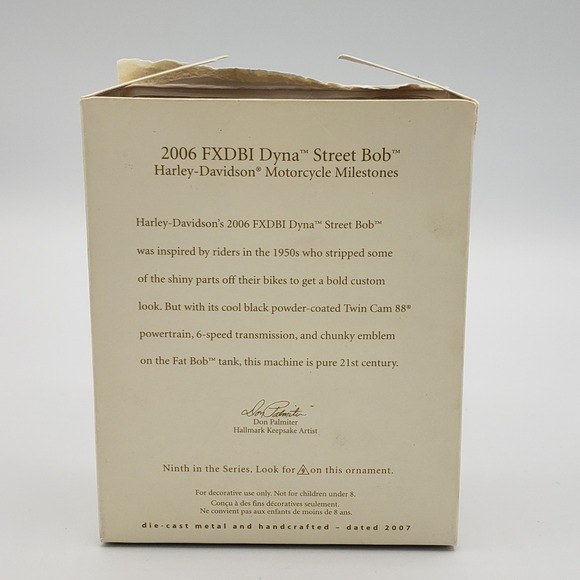 2006 FXDBI Dyna™ Street Bob™
Harley-Davidson® Motorcycle Milestones
Harley-Davidson's 2006 FXDBI Dyna™ Street Bob™
was inspired by riders in the 1950s who stripped some
of the shiny parts off their bikes to get a bold custom
look. But with its cool black powder-coated Twin Cam 88®
powertrain, 6-speed transmission, and chunky emblem
on the Fat Bob™ tank, this machine is pure 21st century.
Don Palmiter™
Don Palmiter
Hallmark Keepsake Artist
Ninth in the Series. Look for 9 on this ornament.
For decorative use only. Not for children under 8.
Conçu à des fins décoratives seulement.
Ne convient pas aux enfants de moins de 8 ans.
die-cast metal and handcrafted – dated 2007